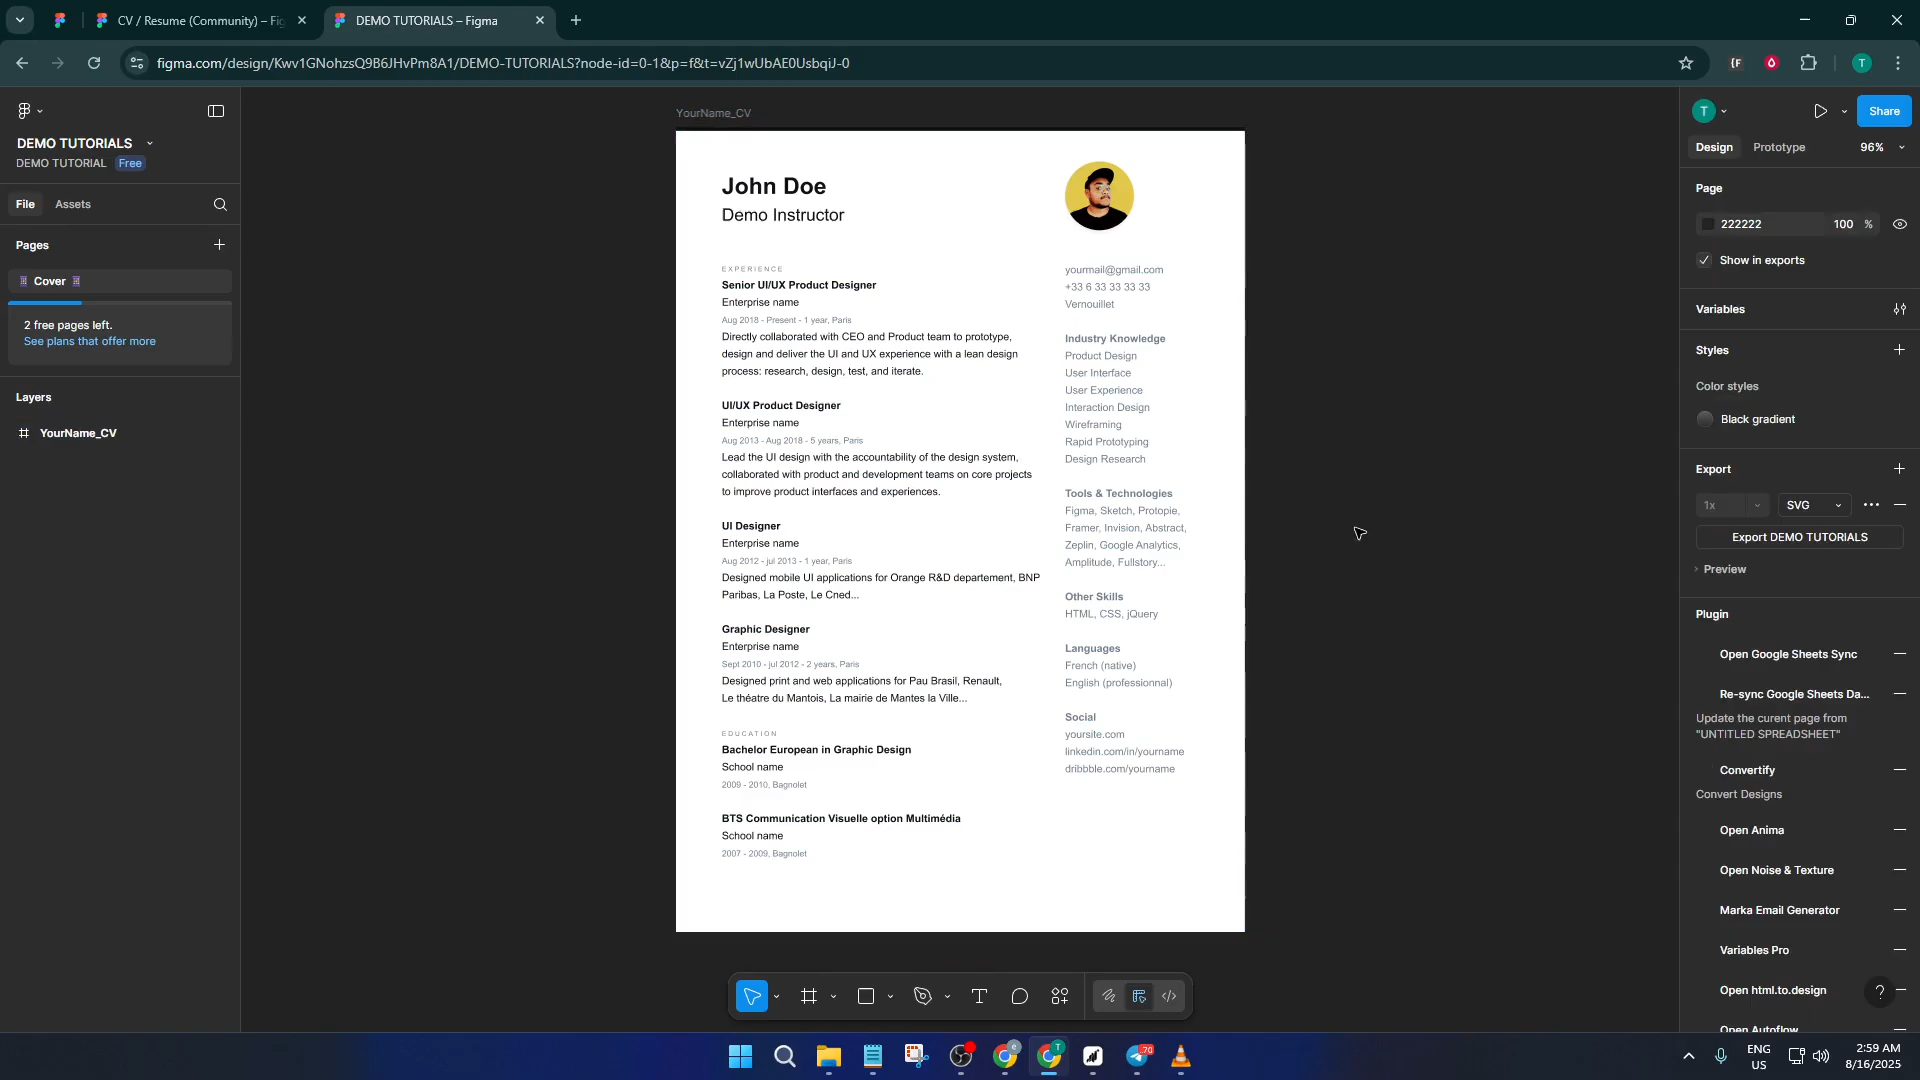 CV / Resume (Community) – Fig
DEMO TUTORIALS – Figma
figma.com/design/Kwv1GNohzsQ9B6JHvPm8A1/DEMO-TUTORIALS?node-id=0-1&p=f&t=vZj1wUbAE0UsbqiJ-0
T
DEMO TUTORIALS
DEMO TUTORIAL
Free
File
Assets
Pages
Cover
2 free pages left.
See plans that offer more
Layers
YourName_CV
YourName_CV
John Doe
Demo Instructor
EXPERIENCE
Senior UI/UX Product Designer
Enterprise name
Aug 2018 - Present - 1 year, Paris
Directly collaborated with CEO and Product team to prototype,
design and deliver the UI and UX experience with a lean design
process: research, design, test, and iterate.
UI/UX Product Designer
Enterprise name
Aug 2013 - Aug 2018 - 5 years, Paris
Lead the UI design with the accountability of the design system,
collaborated with product and development teams on core projects
to improve product interfaces and experiences.
UI Designer
Enterprise name
Aug 2012 - jul 2013 - 1 year, Paris
Designed mobile UI applications for Orange R&D departement, BNP
Paribas, La Poste, Le Cned...
Graphic Designer
Enterprise name
Sept 2010 - jul 2012 - 2 years, Paris
Designed print and web applications for Pau Brasil, Renault,
Le théatre du Mantois, La mairie de Mantes la Ville...
EDUCATION
Bachelor European in Graphic Design
School name
2009 - 2010, Bagnolet
BTS Communication Visuelle option Multimédia
School name
2007 - 2009, Bagnolet
yourmail@gmail.com
+33 6 33 33 33 33
Vernouillet
Industry Knowledge
Product Design
User Interface
User Experience
Interaction Design
Wireframing
Rapid Prototyping
Design Research
Tools & Technologies
Figma, Sketch, Protopie,
Framer, Invision, Abstract,
Zeplin, Google Analytics,
Amplitude, Fullstory...
Other Skills
HTML, CSS, jQuery
Languages
French (native)
English (professionnal)
Social
yoursite.com
linkedin.com/in/yourname
dribbble.com/yourname
T
Share
Design
Prototype
96%
Page
222222
100 %
Show in exports
Variables
Styles
Color styles
Black gradient
Export
1x
SVG
Export DEMO TUTORIALS
Preview
Plugin
Open Google Sheets Sync
Re-sync Google Sheets Da...
Update the curent page from
"UNTITLED SPREADSHEET"
Convertify
Convert Designs
Open Anima
Open Noise & Texture
Marka Email Generator
Variables Pro
Open html.to.design
Open Autoflow
?
e
T
70
ENG
US
2:59 AM
8/16/2025